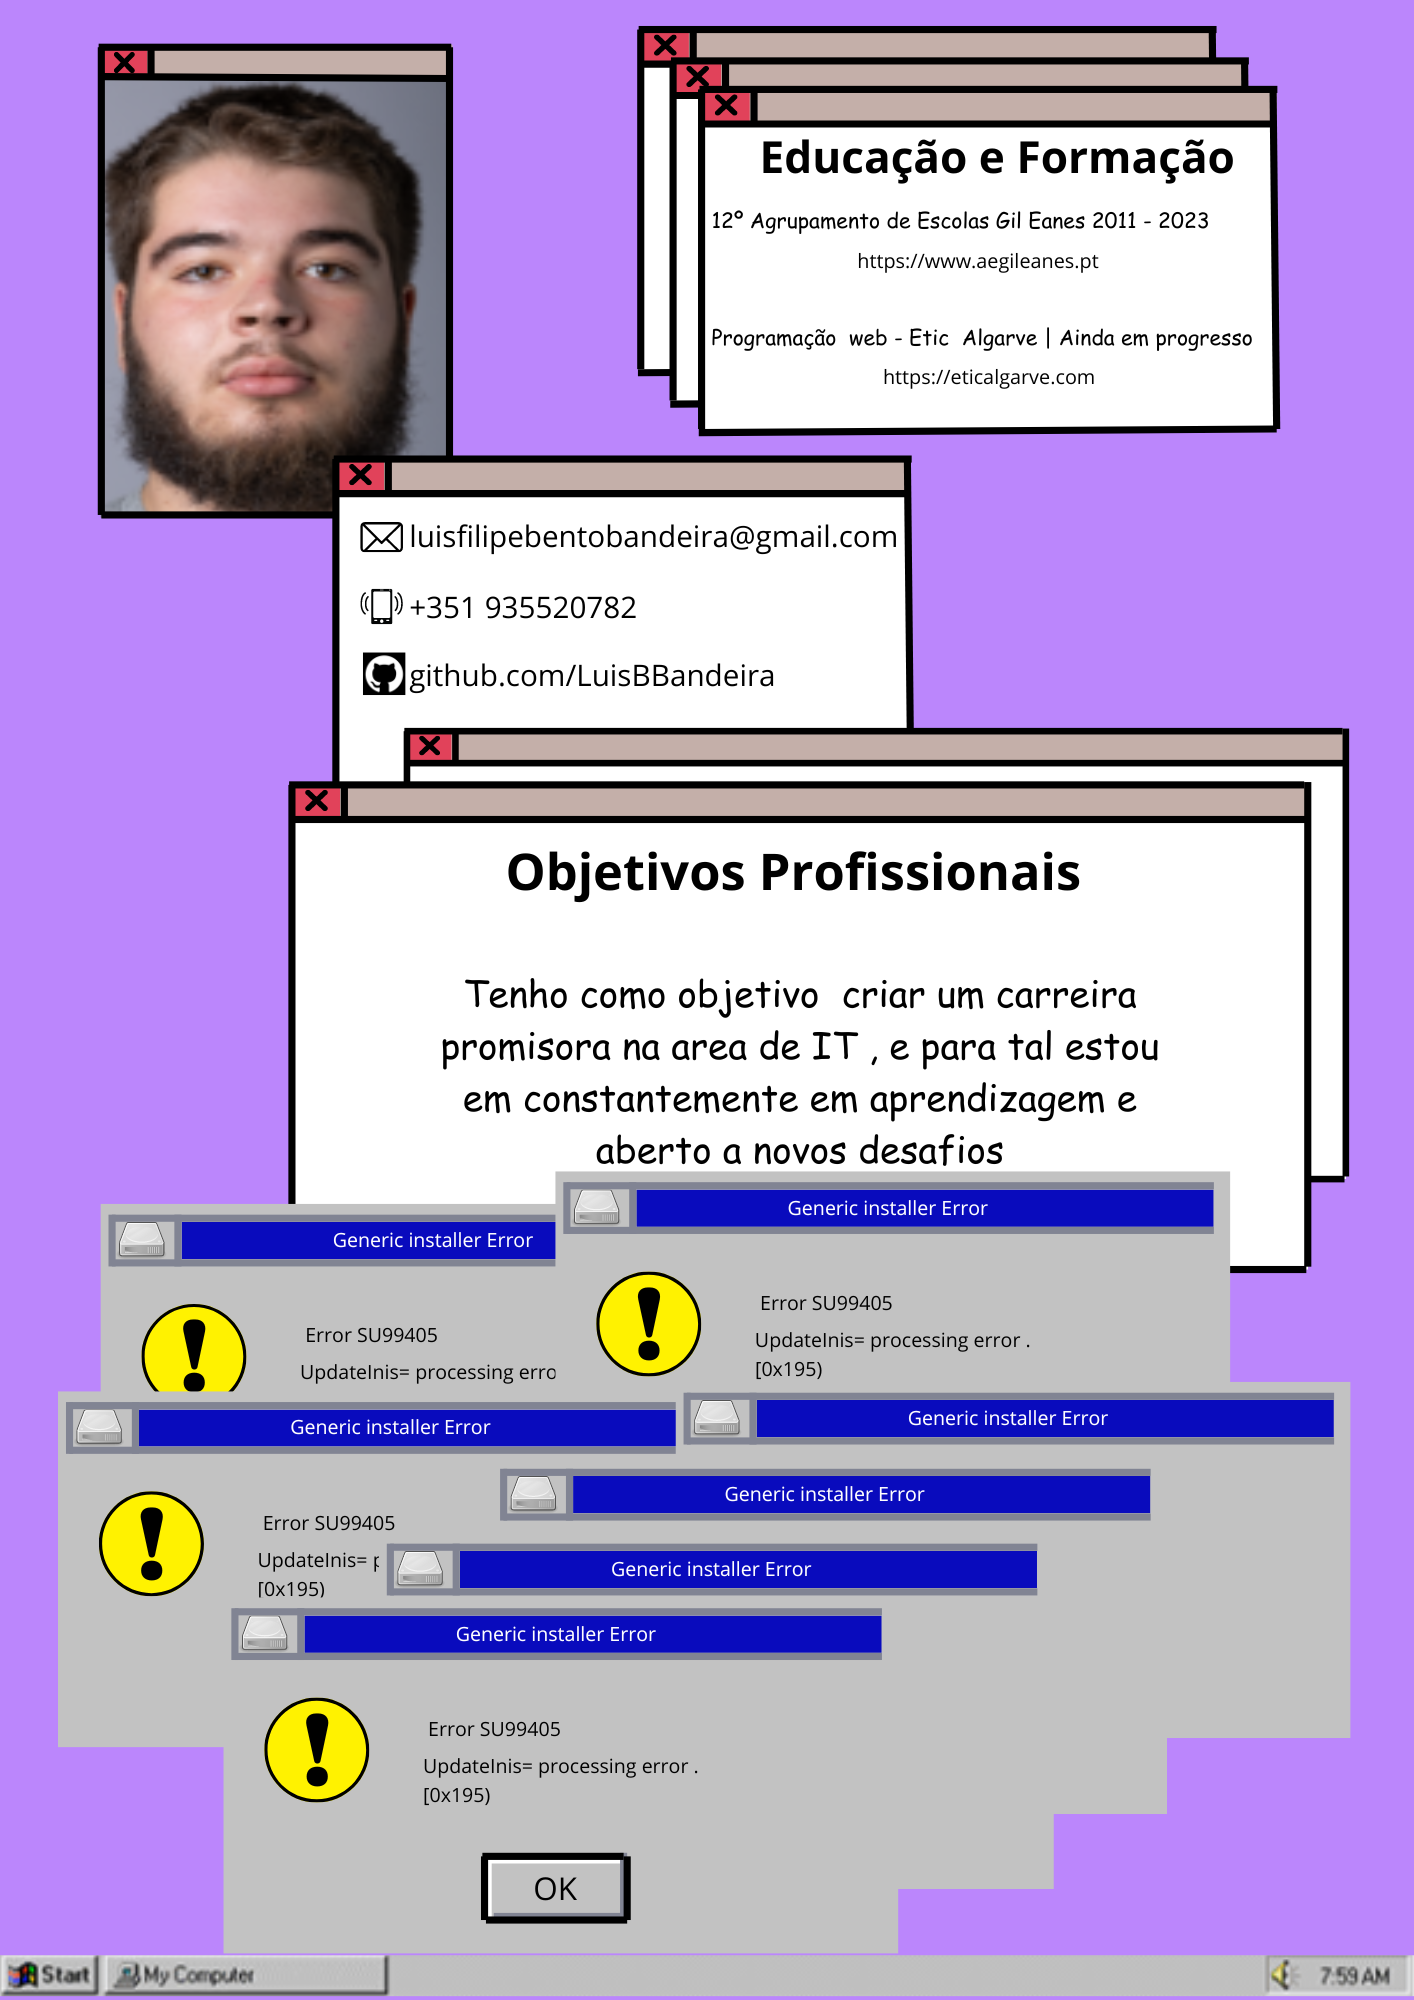 Educação e Formação
12º Agrupamento de Escolas Gil Eanes 2011 - 2023
https://www.aegileanes.pt
Programação web - Etic Algarve | Ainda em progresso
https://eticalgarve.com
luisfilipebentobandeira@gmail.com
+351 935520782
github.com/LuisBBandeira
Objetivos Profissionais
Tenho como objetivo criar um carreira
promisora na area de IT , e para tal estou
em constantemente em aprendizagem e
aberto a novos desafios
Generic installer Error
Error SU99405
UpdateInis= processing error .
[0x195)
Generic installer Error
Error SU99405
UpdateInis= processing erro
Generic installer Error
Error SU99405
UpdateInis= p
[0x195)
Generic installer Error
Generic installer Error
Generic installer Error
Generic installer Error
Error SU99405
UpdateInis= processing error .
[0x195)
OK
Start
My Computer
7:59 AM